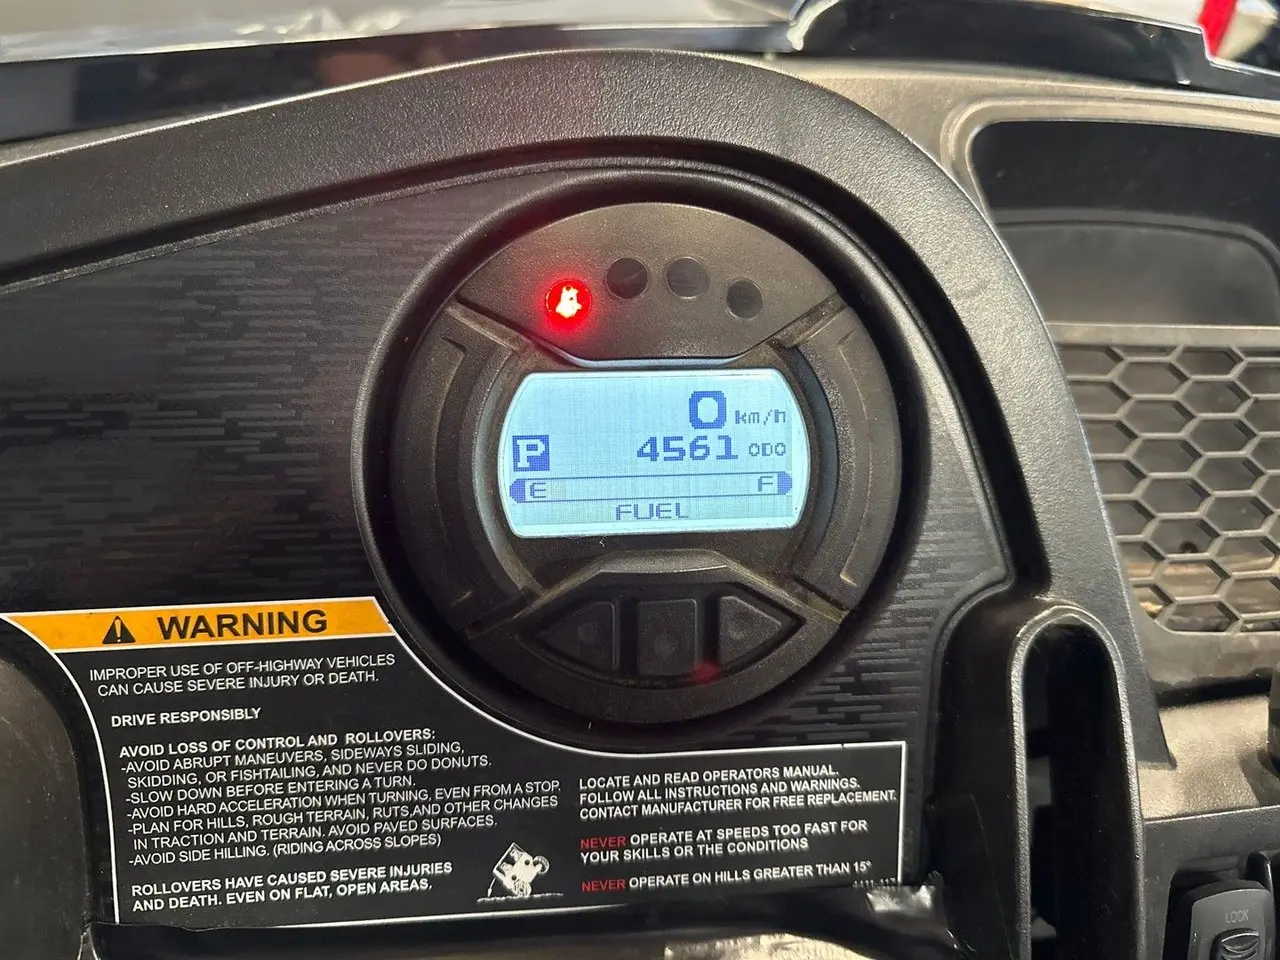 0 km/h
P 4561 ODO
E F
FUEL
WARNING
IMPROPER USE OF OFF-HIGHWAY VEHICLES
CAN CAUSE SEVERE INJURY OR DEATH.
DRIVE RESPONSIBLY
AVOID LOSS OF CONTROL AND ROLLOVERS:
-AVOID ABRUPT MANEUVERS, SIDEWAYS SLIDING,
SKIDDING, OR FISHTAILING, AND NEVER DO DONUTS.
-SLOW DOWN BEFORE ENTERING A TURN.
-AVOID HARD ACCELERATION WHEN TURNING, EVEN FROM A STOP.
-PLAN FOR HILLS, ROUGH TERRAIN, RUTS,AND OTHER CHANGES
IN TRACTION AND TERRAIN. AVOID PAVED SURFACES.
-AVOID SIDE HILLING. (RIDING ACROSS SLOPES)
ROLLOVERS HAVE CAUSED SEVERE INJURIES
AND DEATH. EVEN ON FLAT, OPEN AREAS.
LOCATE AND READ OPERATORS MANUAL.
FOLLOW ALL INSTRUCTIONS AND WARNINGS.
CONTACT MANUFACTURER FOR FREE REPLACEMENT.
NEVER OPERATE AT SPEEDS TOO FAST FOR
YOUR SKILLS OR THE CONDITIONS
NEVER OPERATE ON HILLS GREATER THAN 15°
LOCK